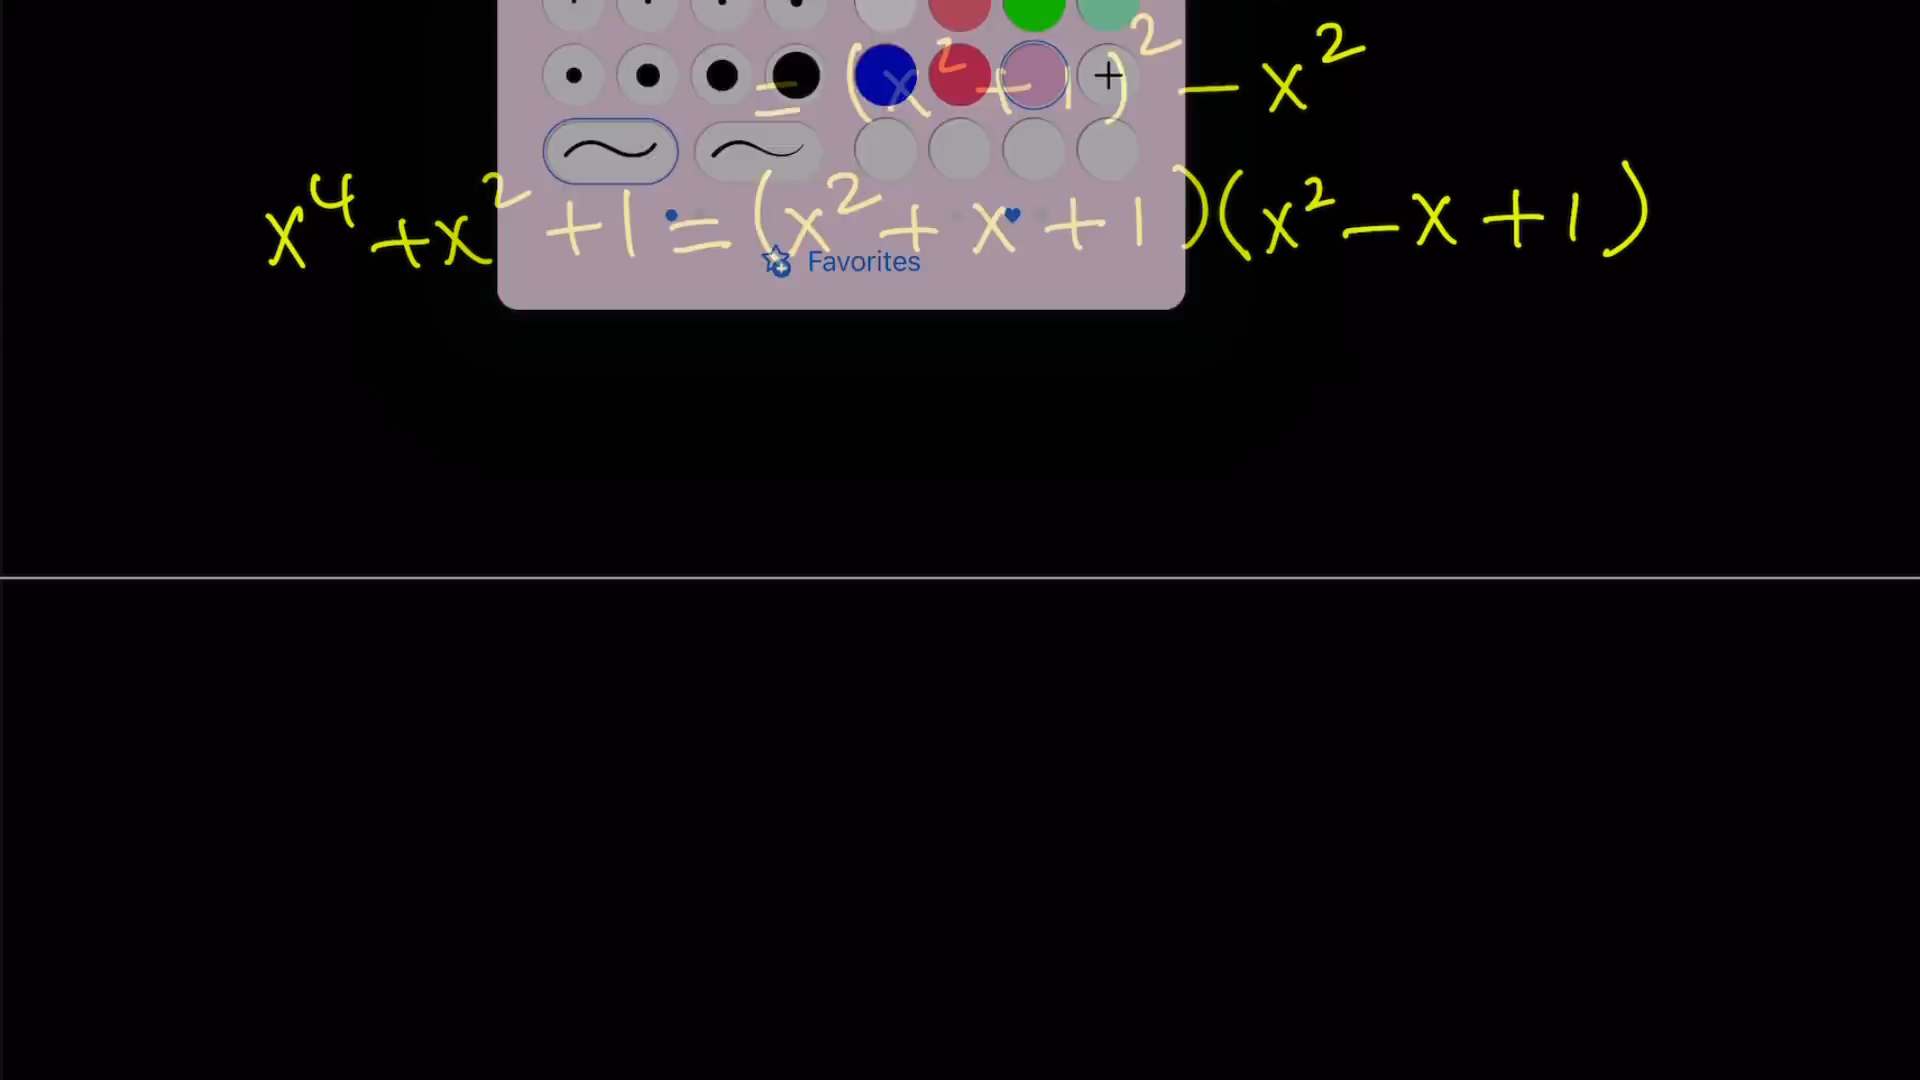 = (x² + 1)² − x²
x⁴ + x² + 1 = (x² + x + 1)(x² − x + 1)
Favorites